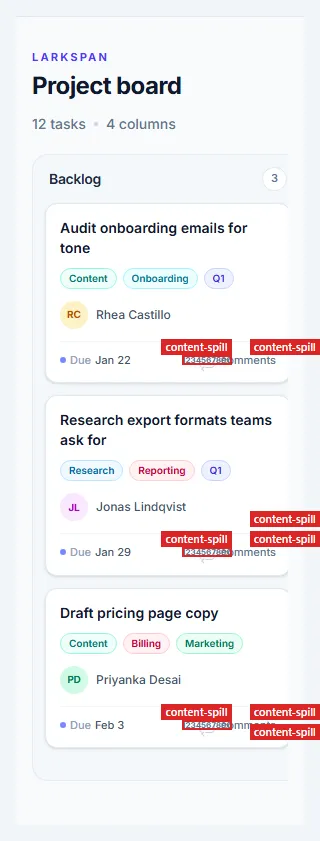 LARKSPAN
Project board
12 tasks • 4 columns
Backlog
3
Audit onboarding emails for
tone
Content
Onboarding
Q1
RC
Rhea Castillo
content-spill
content-spill
Due Jan 22
Research export formats teams
ask for
Research
Reporting
Q1
JL
Jonas Lindqvist
content-spill
content-spill
content-spill
Due Jan 29
Draft pricing page copy
Content
Billing
Marketing
PD
Priyanka Desai
content-spill
content-spill
Due Feb 3
content-spill